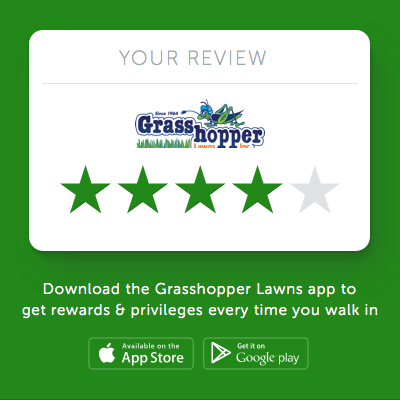 YOUR REVIEW
Since 1964
Grasshopper
Lawns Inc.
Download the Grasshopper Lawns app to
get rewards & privileges every time you walk in
Available on the
App Store
Get it on
Google play